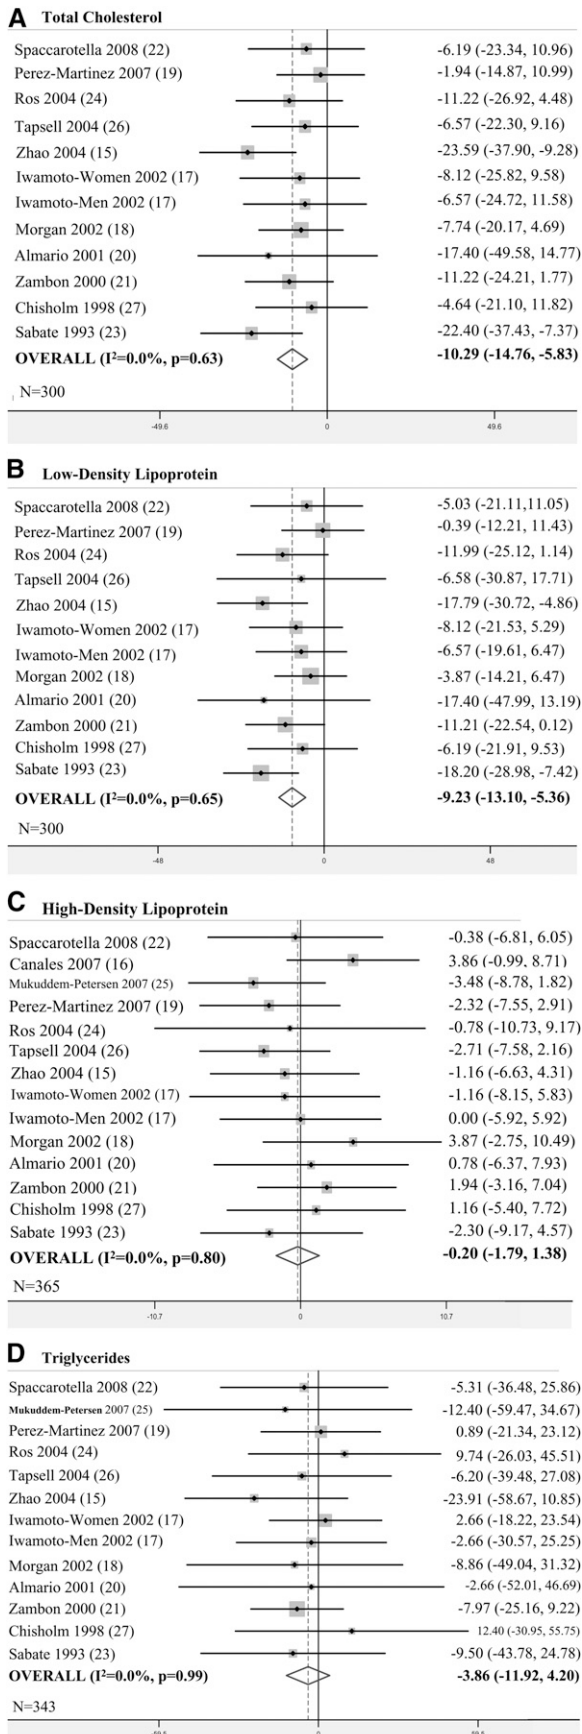 A Total Cholesterol
Spaccarotella 2008 (22) -6.19 (-23.34, 10.96)
Perez-Martinez 2007 (19) -1.94 (-14.87, 10.99)
Ros 2004 (24) -11.22 (-26.92, 4.48)
Tapsell 2004 (26) -6.57 (-22.30, 9.16)
Zhao 2004 (15) -23.59 (-37.90, -9.28)
Iwamoto-Women 2002 (17) -8.12 (-25.82, 9.58)
Iwamoto-Men 2002 (17) -6.57 (-24.72, 11.58)
Morgan 2002 (18) -7.74 (-20.17, 4.69)
Almario 2001 (20) -17.40 (-49.58, 14.77)
Zambon 2000 (21) -11.22 (-24.21, 1.77)
Chisholm 1998 (27) -4.64 (-21.10, 11.82)
Sabate 1993 (23) -22.40 (-37.43, -7.37)
OVERALL (I²=0.0%, p=0.63) -10.29 (-14.76, -5.83)
N=300
-49.6 0 49.6
B Low-Density Lipoprotein
Spaccarotella 2008 (22) -5.03 (-21.11,11.05)
Perez-Martinez 2007 (19) -0.39 (-12.21, 11.43)
Ros 2004 (24) -11.99 (-25.12, 1.14)
Tapsell 2004 (26) -6.58 (-30.87, 17.71)
Zhao 2004 (15) -17.79 (-30.72, -4.86)
Iwamoto-Women 2002 (17) -8.12 (-21.53, 5.29)
Iwamoto-Men 2002 (17) -6.57 (-19.61, 6.47)
Morgan 2002 (18) -3.87 (-14.21, 6.47)
Almario 2001 (20) -17.40 (-47.99, 13.19)
Zambon 2000 (21) -11.21 (-22.54, 0.12)
Chisholm 1998 (27) -6.19 (-21.91, 9.53)
Sabate 1993 (23) -18.20 (-28.98, -7.42)
OVERALL (I²=0.0%, p=0.65) -9.23 (-13.10, -5.36)
N=300
-48 0 48
C High-Density Lipoprotein
Spaccarotella 2008 (22) -0.38 (-6.81, 6.05)
Canales 2007 (16) 3.86 (-0.99, 8.71)
Mukuddem-Petersen 2007 (25) -3.48 (-8.78, 1.82)
Perez-Martinez 2007 (19) -2.32 (-7.55, 2.91)
Ros 2004 (24) -0.78 (-10.73, 9.17)
Tapsell 2004 (26) -2.71 (-7.58, 2.16)
Zhao 2004 (15) -1.16 (-6.63, 4.31)
Iwamoto-Women 2002 (17) -1.16 (-8.15, 5.83)
Iwamoto-Men 2002 (17) 0.00 (-5.92, 5.92)
Morgan 2002 (18) 3.87 (-2.75, 10.49)
Almario 2001 (20) 0.78 (-6.37, 7.93)
Zambon 2000 (21) 1.94 (-3.16, 7.04)
Chisholm 1998 (27) 1.16 (-5.40, 7.72)
Sabate 1993 (23) -2.30 (-9.17, 4.57)
OVERALL (I²=0.0%, p=0.80) -0.20 (-1.79, 1.38)
N=365
-10.7 0 10.7
D Triglycerides
Spaccarotella 2008 (22) -5.31 (-36.48, 25.86)
Mukuddem-Petersen 2007 (25) -12.40 (-59.47, 34.67)
Perez-Martinez 2007 (19) 0.89 (-21.34, 23.12)
Ros 2004 (24) 9.74 (-26.03, 45.51)
Tapsell 2004 (26) -6.20 (-39.48, 27.08)
Zhao 2004 (15) -23.91 (-58.67, 10.85)
Iwamoto-Women 2002 (17) 2.66 (-18.22, 23.54)
Iwamoto-Men 2002 (17) -2.66 (-30.57, 25.25)
Morgan 2002 (18) -8.86 (-49.04, 31.32)
Almario 2001 (20) -2.66 (-52.01, 46.69)
Zambon 2000 (21) -7.97 (-25.16, 9.22)
Chisholm 1998 (27) 12.40 (-30.95, 55.75)
Sabate 1993 (23) -9.50 (-43.78, 24.78)
OVERALL (I²=0.0%, p=0.99) -3.86 (-11.92, 4.20)
N=343